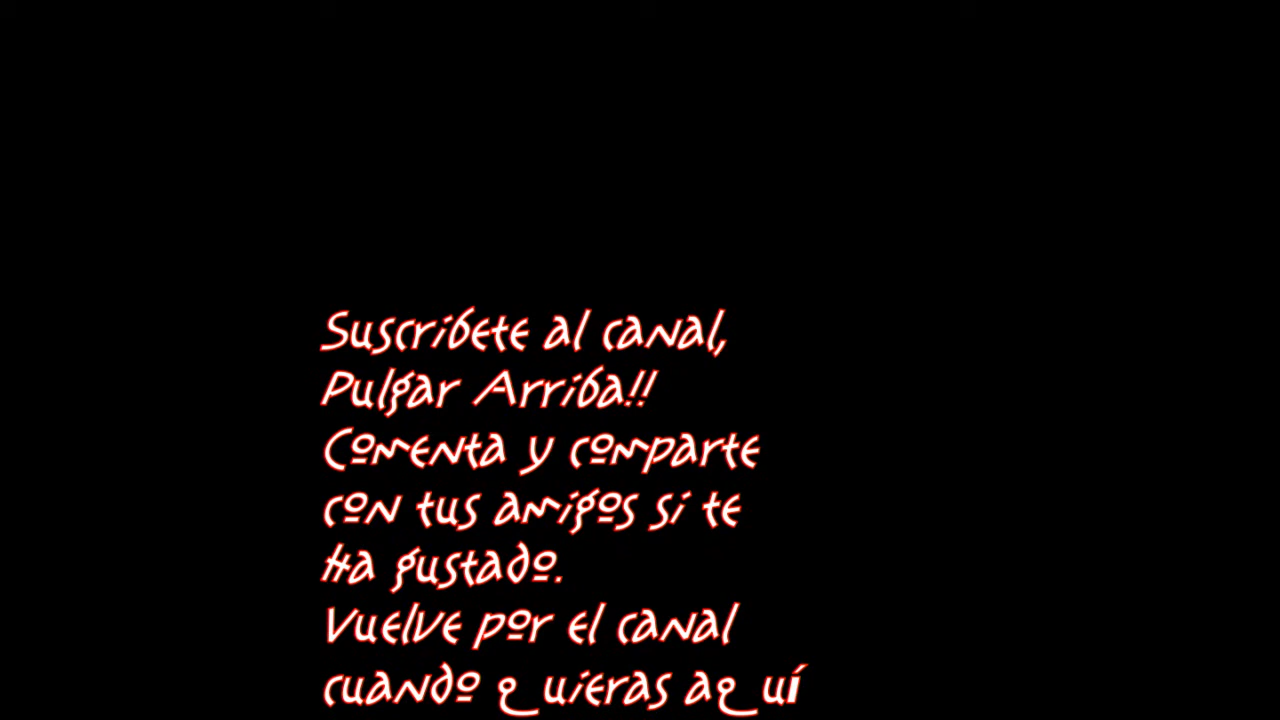 Suscribete al canal,
Pulgar Arriba!!
Comenta y comparte
con tus amigos si te
ha gustado.
Vuelve por el canal
cuando quieras aquí